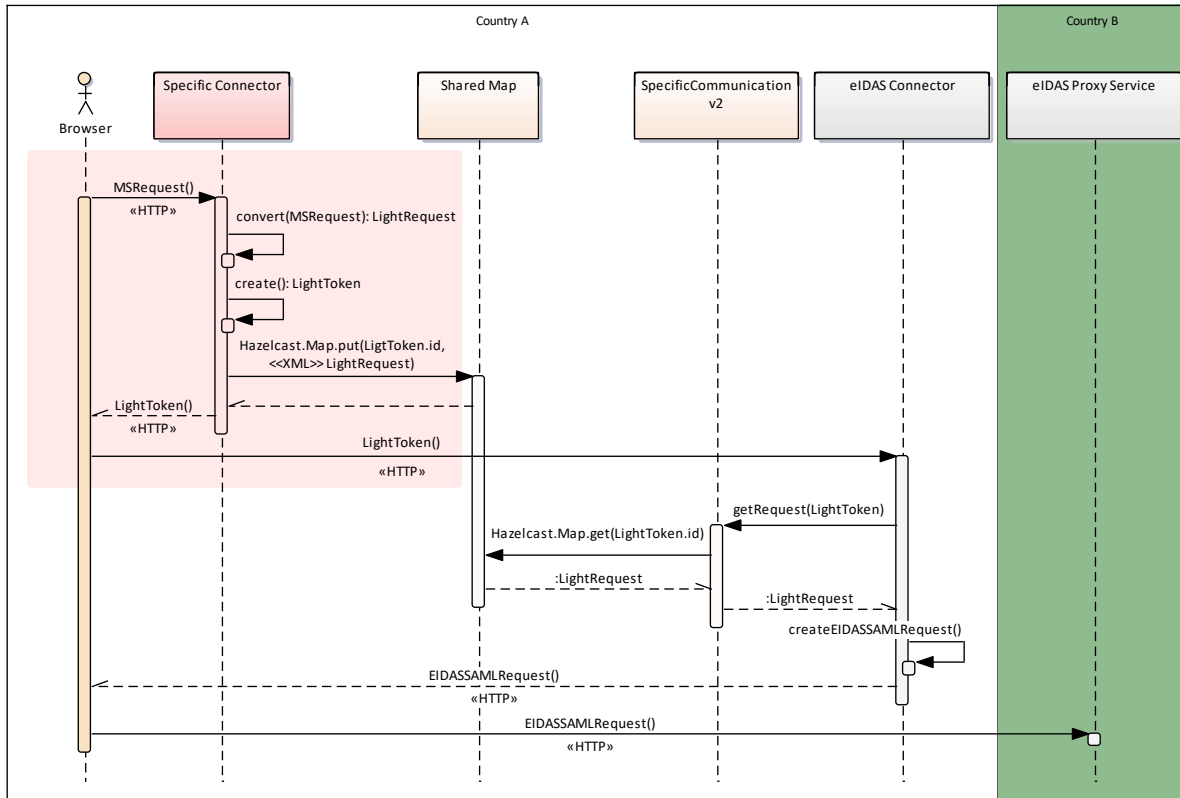 Country A
Country B
Specific Connector
Shared Map
SpecificCommunication
v2
eIDAS Connector
eIDAS Proxy Service
Browser
MSRequest()
«HTTP»
convert(MSRequest): LightRequest
create(): LightToken
Hazelcast.Map.put(LigtToken.id,
<<XML>> LightRequest)
LightToken()
«HTTP»
LightToken()
«HTTP»
getRequest(LightToken)
Hazelcast.Map.get(LightToken.id)
:LightRequest
:LightRequest
createEIDASSAMLRequest()
EIDASSAMLRequest()
«HTTP»
EIDASSAMLRequest()
«HTTP»